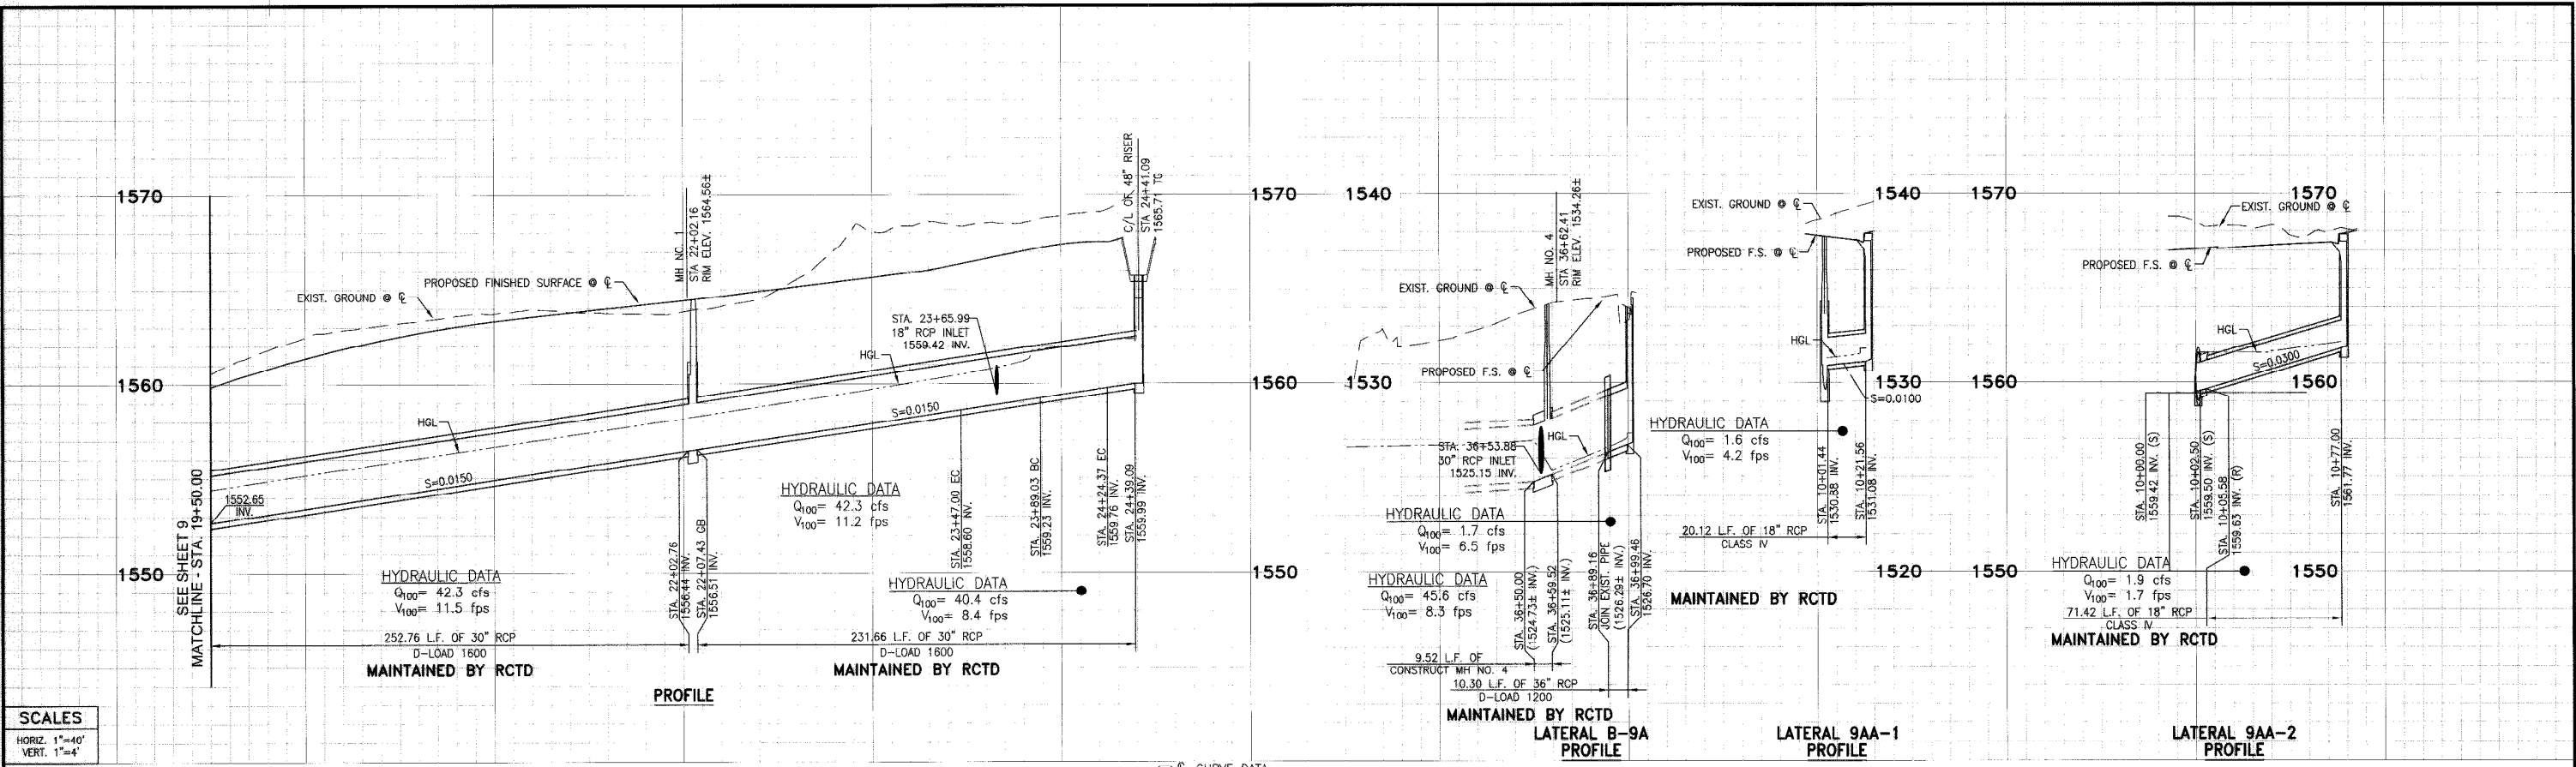 1570
1560
1550
SEE SHEET 9
MATCHLINE - STA. 19+50.00
1552.65
INV.
EXIST. GROUND @ ℄
PROPOSED FINISHED SURFACE @ ℄
HGL
S=0.0150
HYDRAULIC DATA
Q100= 42.3 cfs
V100= 11.5 fps
252.76 L.F. OF 30" RCP
D-LOAD 1600
MAINTAINED BY RCTD
MH NO. 1
STA 22+02.16
RIM ELEV. 1564.56±
STA. 22+02.76
1556.44 INV.
STA. 22+07.43 GB
1556.51 INV.
PROFILE
HYDRAULIC DATA
Q100= 42.3 cfs
V100= 11.2 fps
STA. 23+65.99
18" RCP INLET
1559.42 INV.
HGL
S=0.0150
STA. 23+47.00 EC
1558.60 INV.
STA. 23+89.03 BC
1559.23 INV.
STA. 24+24.37 EC
1559.76 INV.
STA. 24+39.09
1559.99 INV.
C/L OF 48" RISER
STA 24+41.09
1565.71 TG
HYDRAULIC DATA
Q100= 40.4 cfs
V100= 8.4 fps
231.66 L.F. OF 30" RCP
D-LOAD 1600
MAINTAINED BY RCTD
1570
1560
1550
1540
1530
EXIST. GROUND @ ℄
PROPOSED F.S. @ ℄
MH NO. 4
STA 36+62.41
RIM ELEV. 1534.26±
STA. 36+53.88
30" RCP INLET
1525.15 INV.
HGL
HYDRAULIC DATA
Q100= 1.7 cfs
V100= 6.5 fps
HYDRAULIC DATA
Q100= 45.6 cfs
V100= 8.3 fps
STA. 36+50.00
(1524.73± INV.)
STA. 36+59.52
(1525.11± INV.)
STA. 36+89.16
JOIN EXIST. PIPE
(1526.29± INV.)
STA. 36+99.46
1526.70 INV.
9.52 L.F. OF
CONSTRUCT MH NO. 4
10.30 L.F. OF 36" RCP
D-LOAD 1200
MAINTAINED BY RCTD
LATERAL B-9A
PROFILE
EXIST. GROUND @ ℄
PROPOSED F.S. @ ℄
HGL
S=0.0100
1540
1530
1520
HYDRAULIC DATA
Q100= 1.6 cfs
V100= 4.2 fps
STA. 10+01.44
1530.88 INV.
STA. 10+21.56
1531.08 INV.
20.12 L.F. OF 18" RCP
CLASS IV
MAINTAINED BY RCTD
LATERAL 9AA-1
PROFILE
1570
1560
1550
EXIST. GROUND @ ℄
PROPOSED F.S. @ ℄
HGL
S=0.0300
1570
1560
1550
STA. 10+00.00
1559.42 INV. (S)
STA. 10+02.50
1559.50 INV. (S)
STA. 10+05.58
1559.63 INV. (R)
STA. 10+77.00
1561.77 INV.
HYDRAULIC DATA
Q100= 1.9 cfs
V100= 1.7 fps
71.42 L.F. OF 18" RCP
CLASS IV
MAINTAINED BY RCTD
LATERAL 9AA-2
PROFILE
SCALES
HORIZ. 1"=40'
VERT. 1"=4'
℄ CURVE DATA